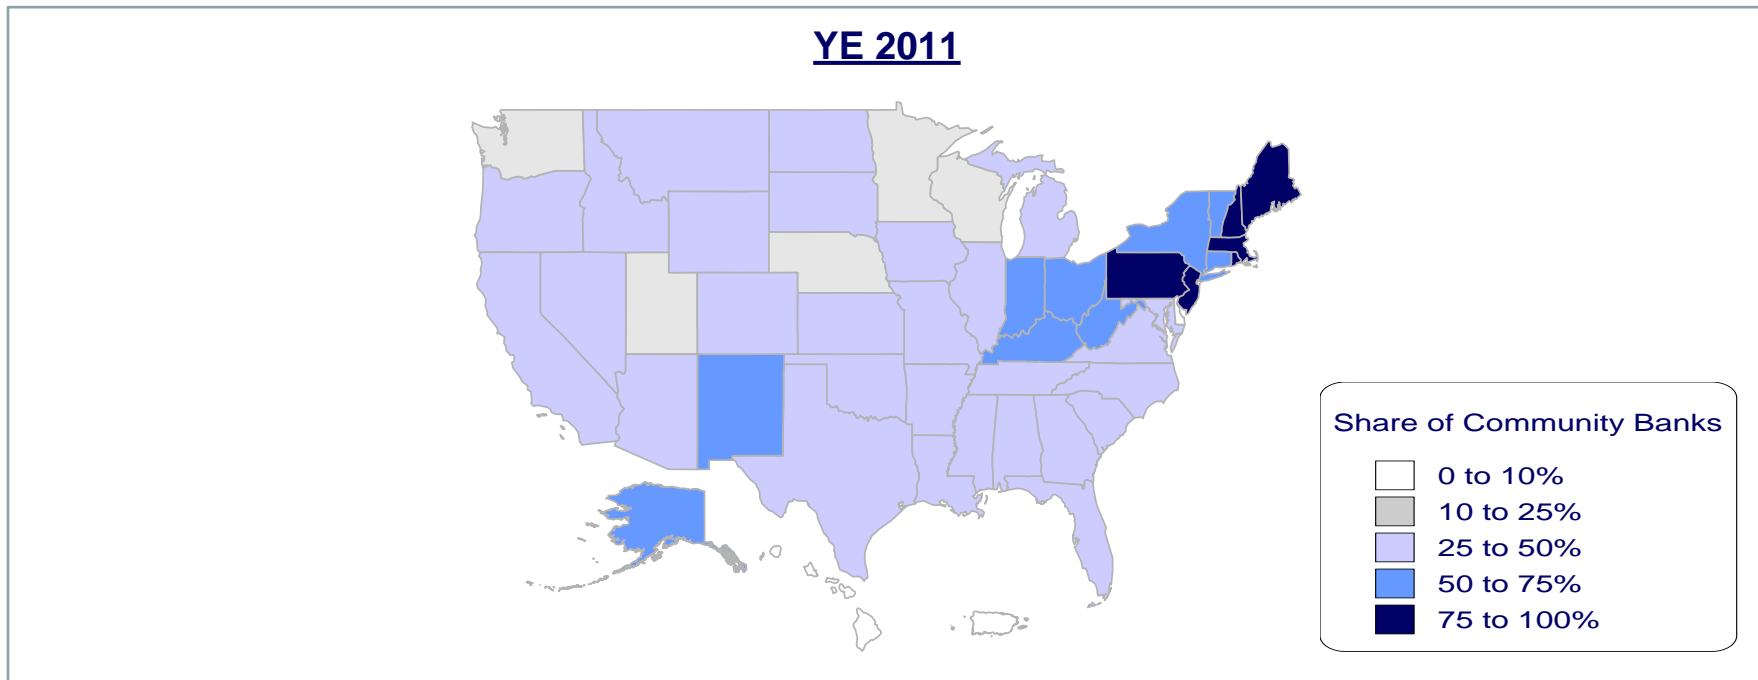 YE 2011
Share of Community Banks
0 to 10%
10 to 25%
25 to 50%
50 to 75%
75 to 100%